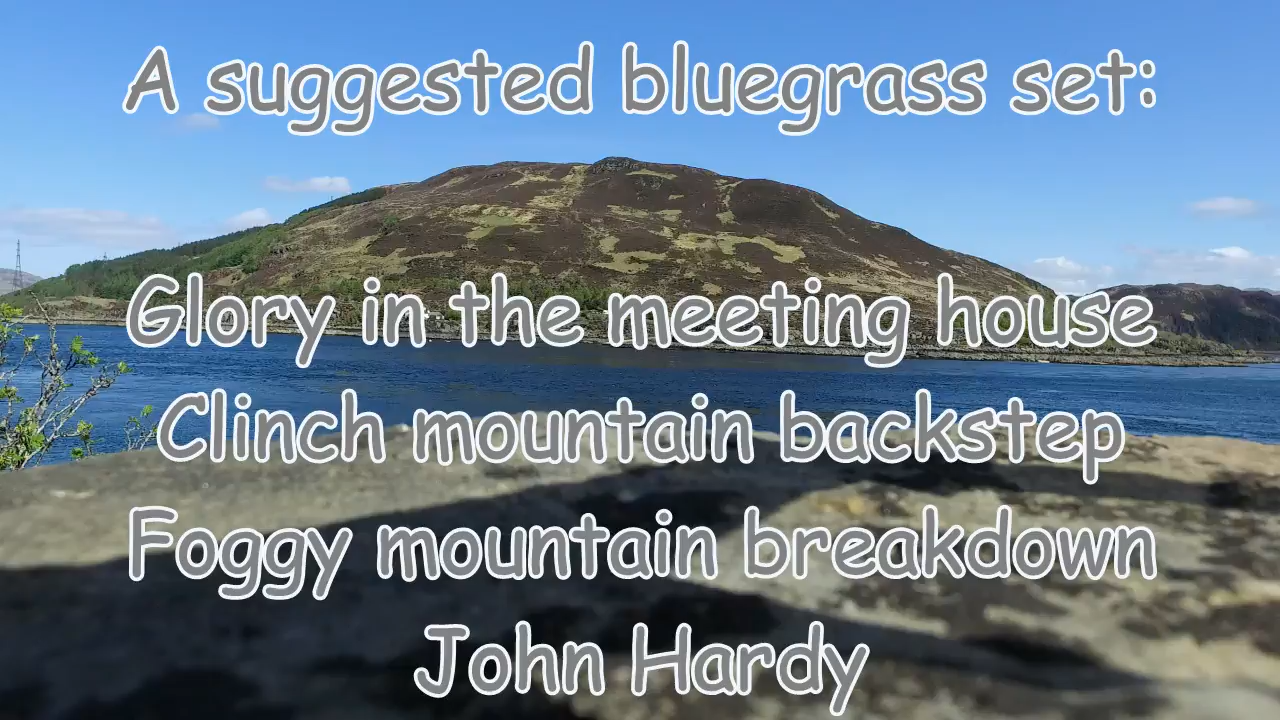 A suggested bluegrass set:
Glory in the meeting house
Clinch mountain backstep
Foggy mountain breakdown
John Hardy